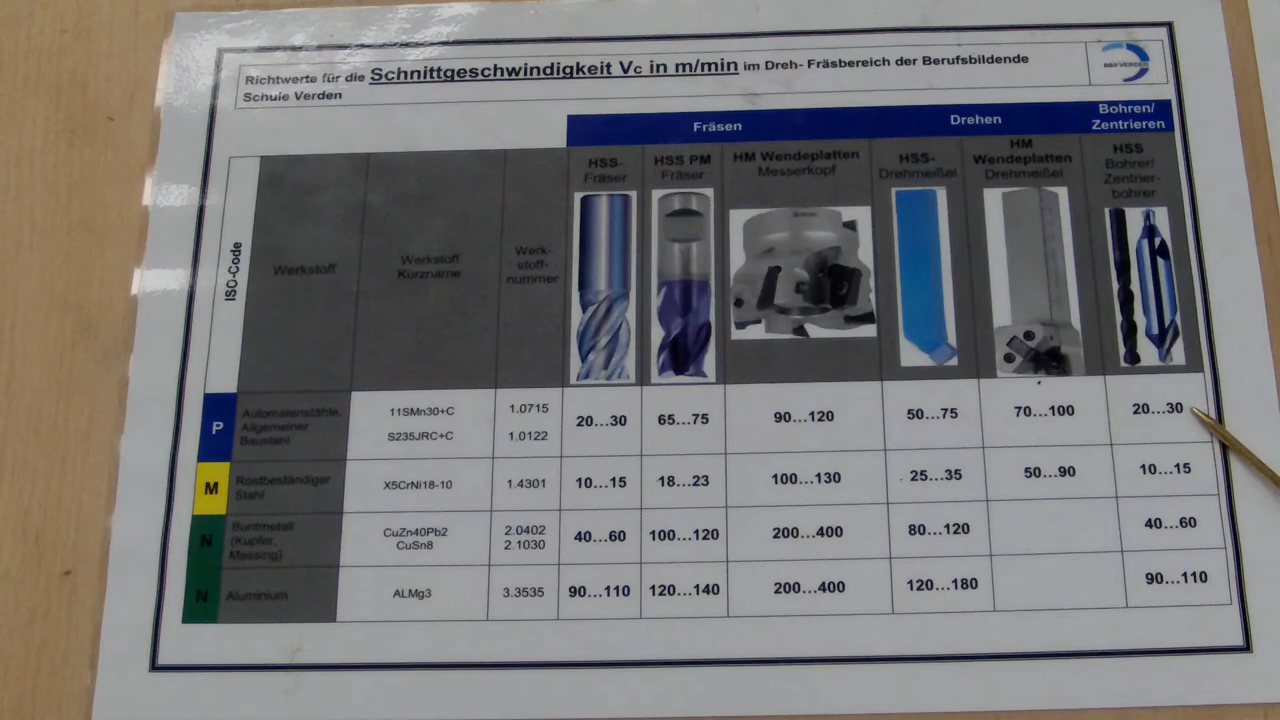 Richtwerte für die Schnittgeschwindigkeit Vc in m/min im Dreh- Fräsbereich der Berufsbildende
Schule Verden
BBS VERDEN
Fräsen
Drehen
Bohren/
Zentrieren
ISO-Code
Werkstoff
Werkstoff
Kurzname
Werk-
stoff-
nummer
HSS-
Fräser
HSS PM
Fräser
HM Wendeplatten
Messerkopf
HSS-
Drehmeißel
HM
Wendeplatten
Drehmeißel
HSS
Bohrer/
Zentrier-
bohrer
P
Automatenstähle,
Allgemeiner
Baustahl
11SMn30+C
S235JRC+C
1.0715
1.0122
20...30
65...75
90...120
50...75
70...100
20...30
M
Rostbeständiger
Stahl
X5CrNi18-10
1.4301
10...15
18...23
100...130
25...35
50...90
10...15
N
Buntmetall
(Kupfer,
Messing)
CuZn40Pb2
CuSn8
2.0402
2.1030
40...60
100...120
200...400
80...120
40...60
N
Aluminium
ALMg3
3.3535
90...110
120...140
200...400
120...180
90...110